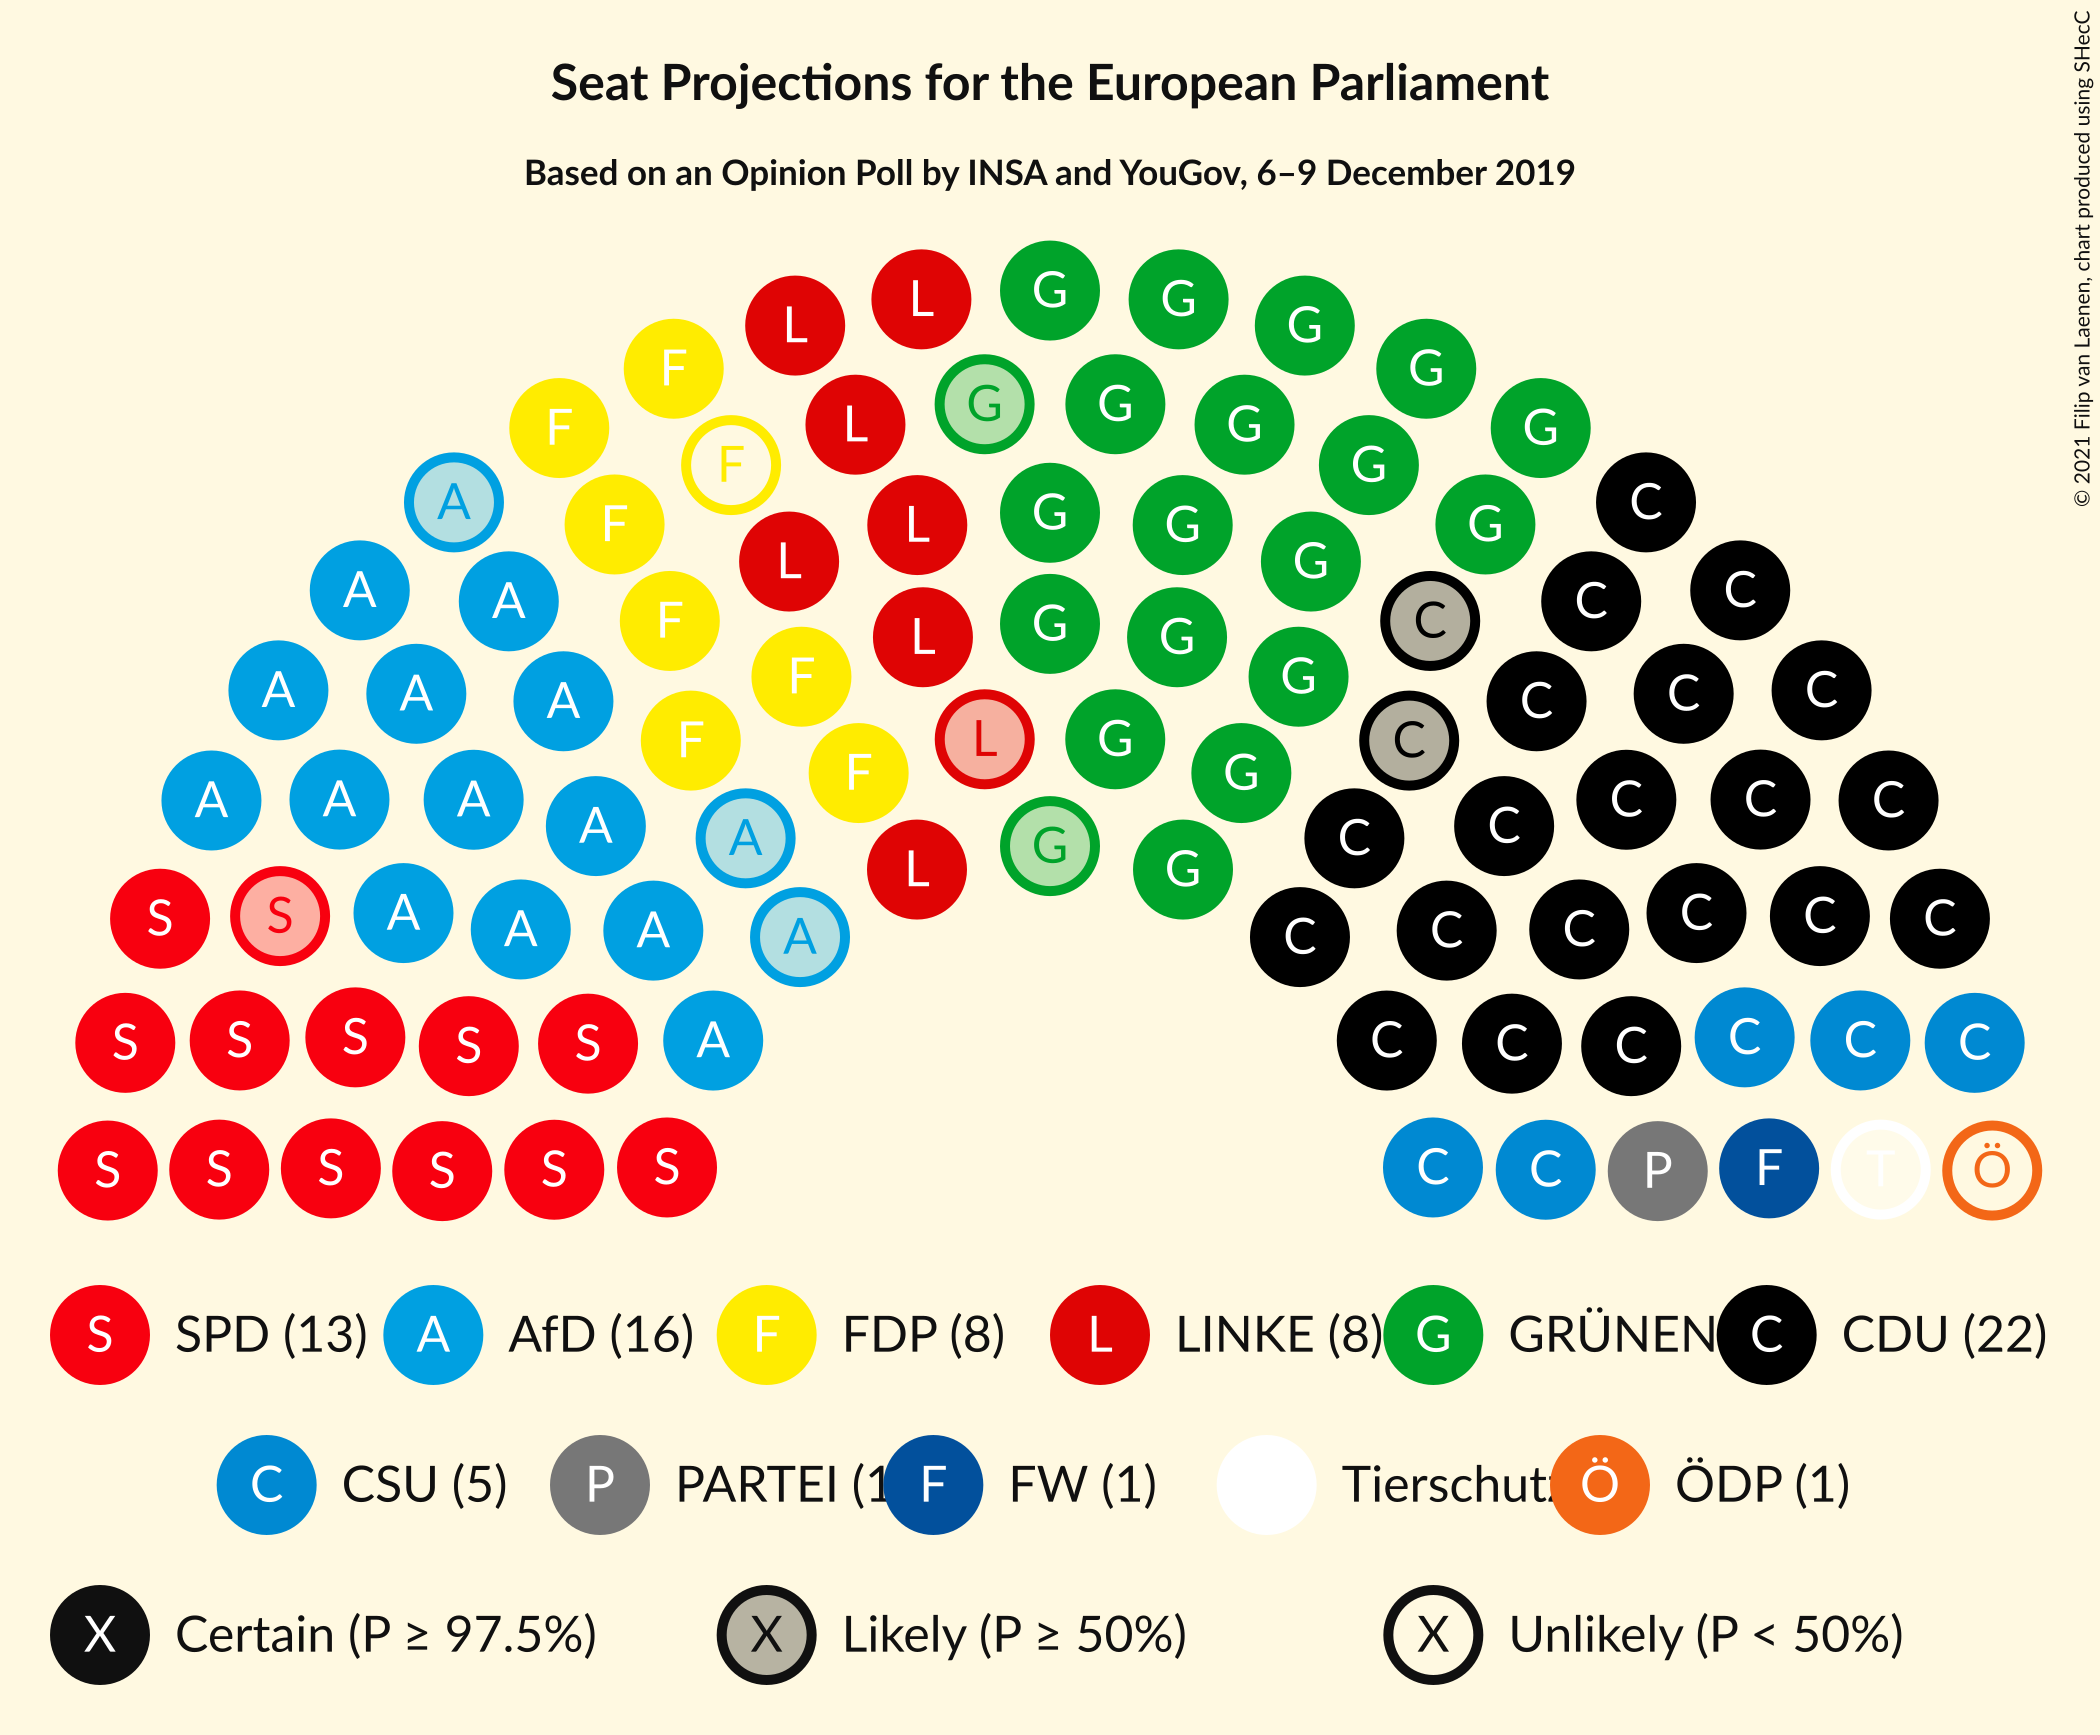 Seat Projections for the European Parliament
Based on an Opinion Poll by INSA and YouGov, 6–9 December 2019
© 2021 Filip van Laenen, chart produced using SHecC
L L G G G
F L G G G G G
F F L G G G C
A F L G G G G C
A A F L G G C C C
A A A F F L G G C C C C
A A A A F L G G C C C C C
S S A A A A A L G G C C C C C C C C
S S S S S A C C C C C C
S S S S S S C C P F T Ö
S SPD (13) A AfD (16) F FDP (8) L LINKE (8) G GRÜNEN C CDU (22)
C CSU (5) P PARTEI (1 F FW (1) Tierschutz Ö ÖDP (1)
X Certain (P ≥ 97.5%) X Likely (P ≥ 50%) X Unlikely (P < 50%)